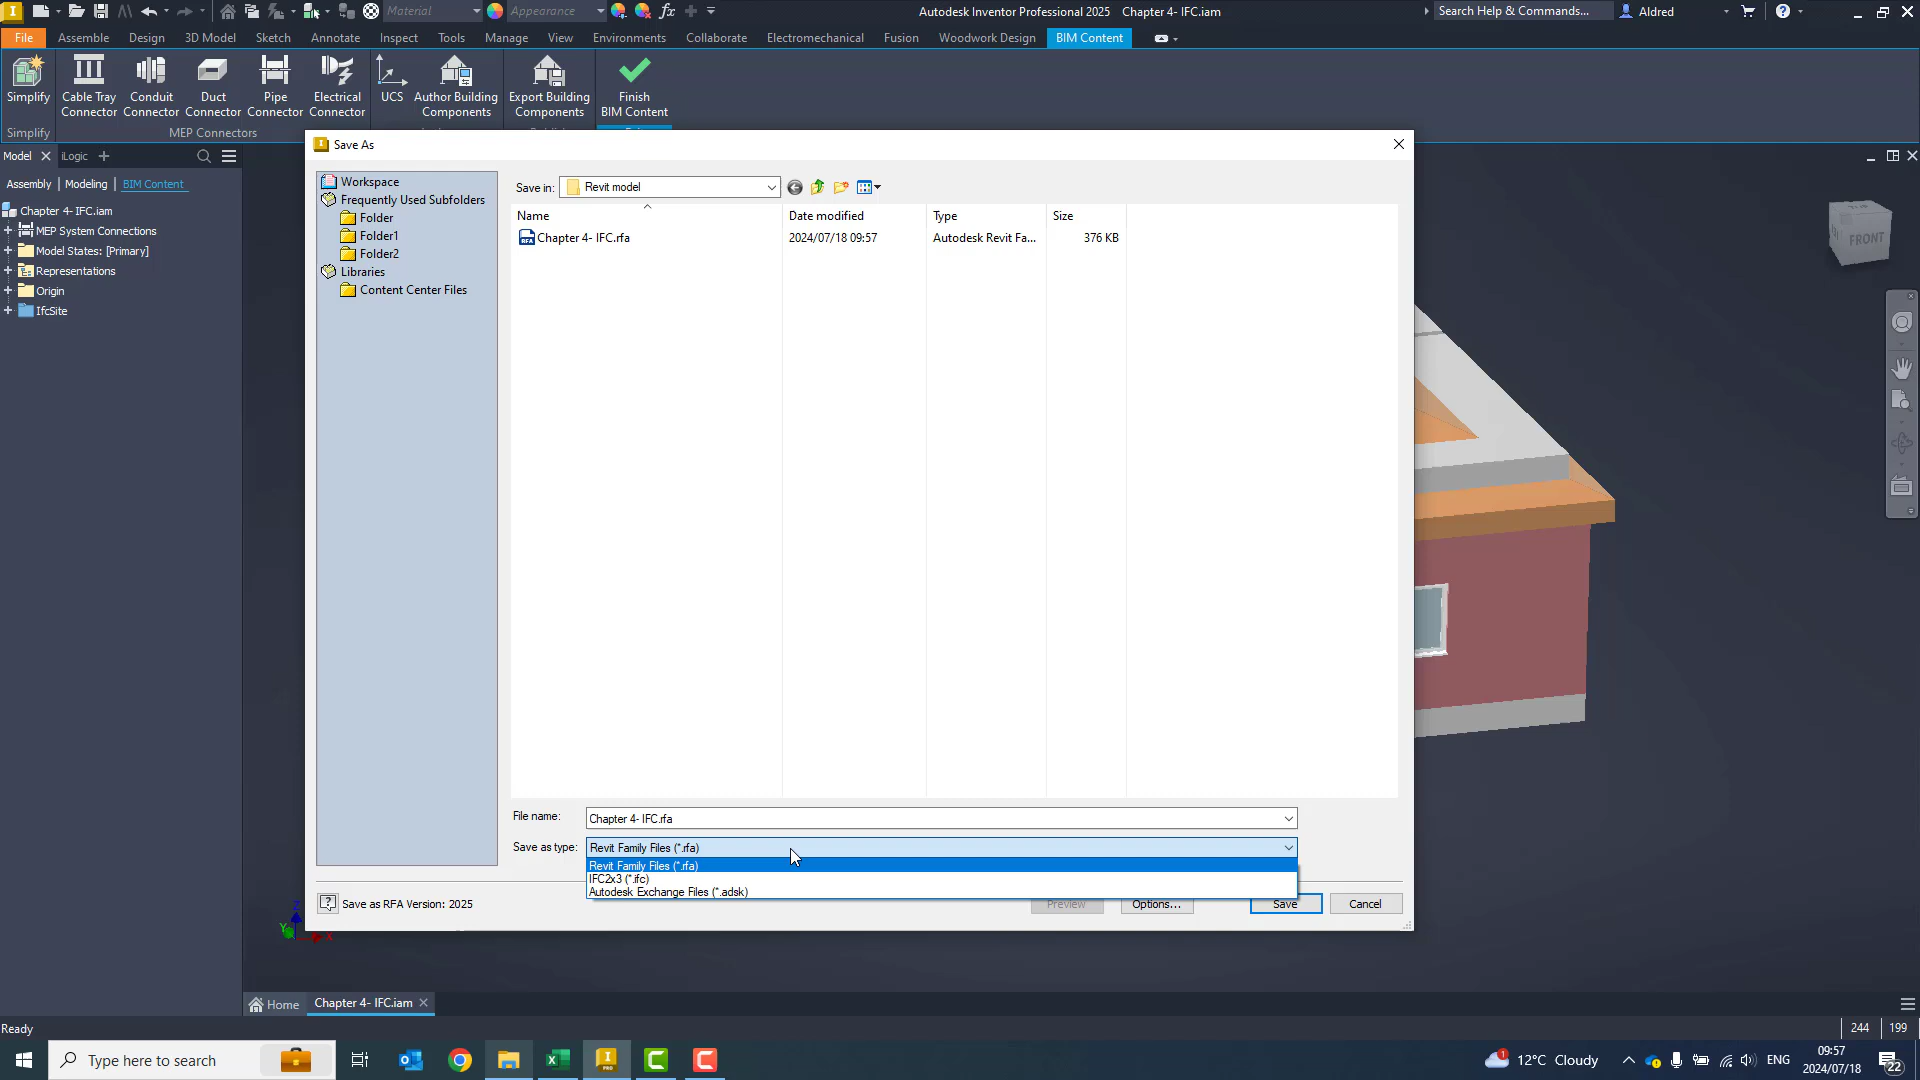 Material
Appearance
Autodesk Inventor Professional 2025 Chapter 4- IFC.iam
Search Help & Commands...
Aldred
File Assemble Design 3D Model Sketch Annotate Inspect Tools Manage View Environments Collaborate Electromechanical Fusion Woodwork Design BIM Content
Simplify
Cable Tray Connector
Conduit Connector
Duct Connector
Pipe Connector
Electrical Connector
UCS
Author Building Components
Export Building Components
Finish BIM Content
Simplify
MEP Connectors
Model iLogic
Assembly | Modeling | BIM Content
Chapter 4- IFC.iam
MEP System Connections
Model States: [Primary]
Representations
Origin
IfcSite
Save As
Workspace
Frequently Used Subfolders
Folder
Folder1
Folder2
Libraries
Content Center Files
Save in: Revit model
Name Date modified Type Size
Chapter 4- IFC.rfa 2024/07/18 09:57 Autodesk Revit Fa... 376 KB
File name: Chapter 4- IFC.rfa
Save as type: Revit Family Files (*.rfa)
Revit Family Files (*.rfa)
IFC2x3 (*.ifc)
Autodesk Exchange Files (*.adsk)
Save as RFA Version: 2025
Preview Options... Save Cancel
FRONT
Z
Y
X
Home Chapter 4- IFC.iam
Ready
244 199
Type here to search
12°C Cloudy
ENG
09:57
2024/07/18
22